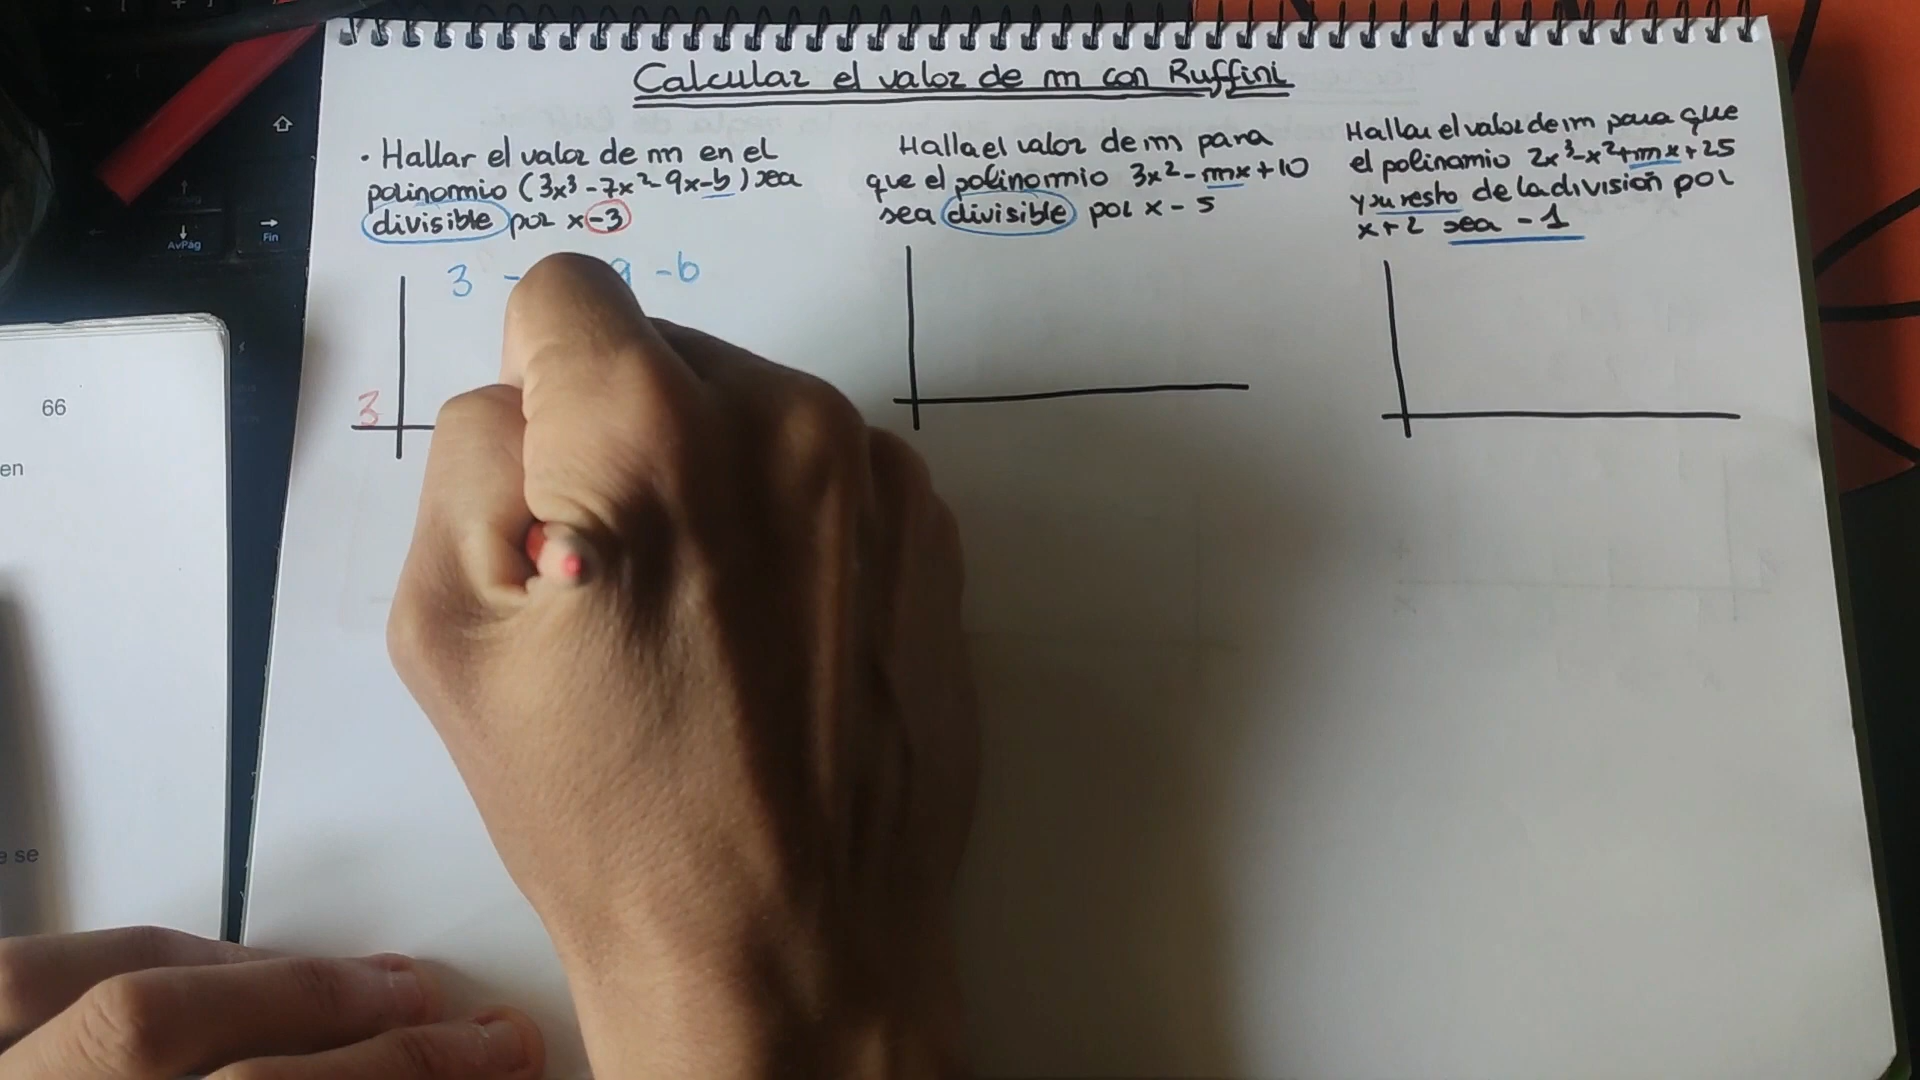 Calcular el valor de m con Ruffini
· Hallar el valor de m en el
polinomio (3x³-7x²-9x-b) sea
divisible por x-3
3 - 9 -b
3
Halla el valor de m para
que el polinomio 3x²-mx+10
sea divisible por x-5
Hallar el valor de m para que
el polinamio 2x³-x²+mx+25
y su resto de la división por
x+2 sea -1
66
en
e se
AvPág
Fin